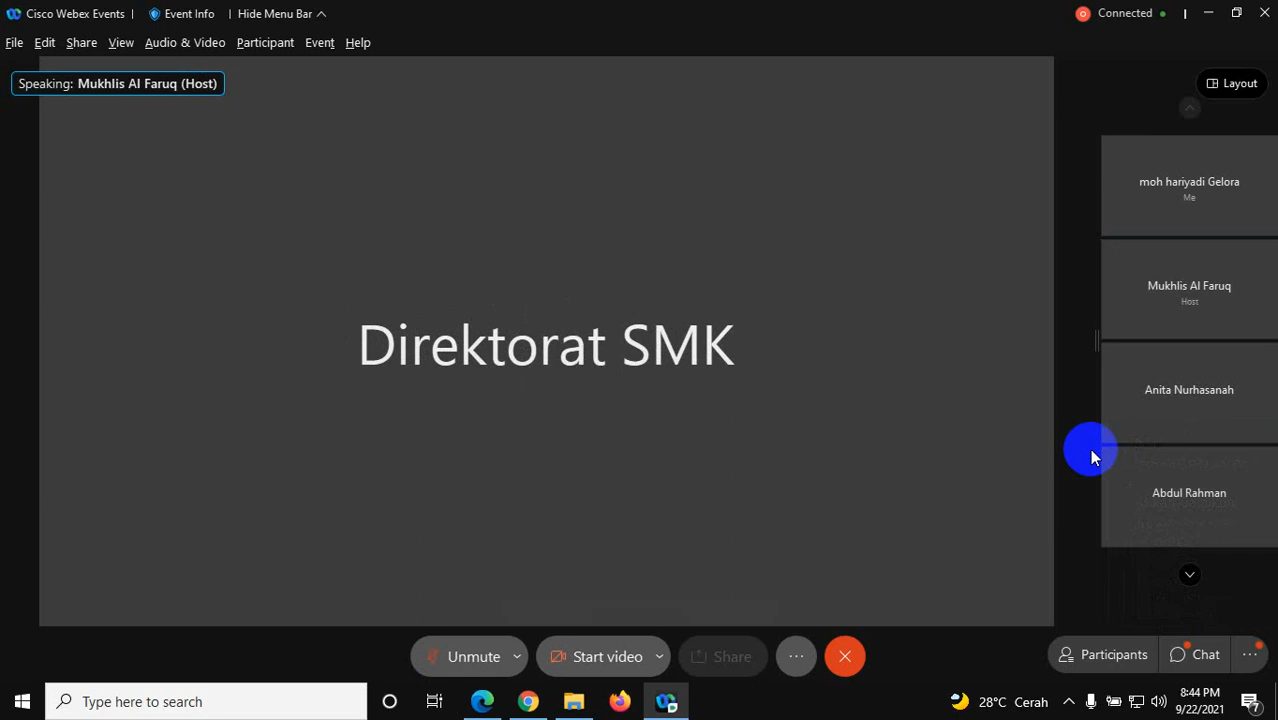 Cisco Webex Events | Event Info | Hide Menu Bar
Connected
File Edit Share View Audio & Video Participant Event Help
Speaking: Mukhlis Al Faruq (Host)
Layout
moh hariyadi Gelora
Me
Mukhlis Al Faruq
Host
Direktorat SMK
Anita Nurhasanah
Abdul Rahman
Unmute Start video Share
Participants Chat
Type here to search
28°C Cerah
8:44 PM
9/22/2021
7